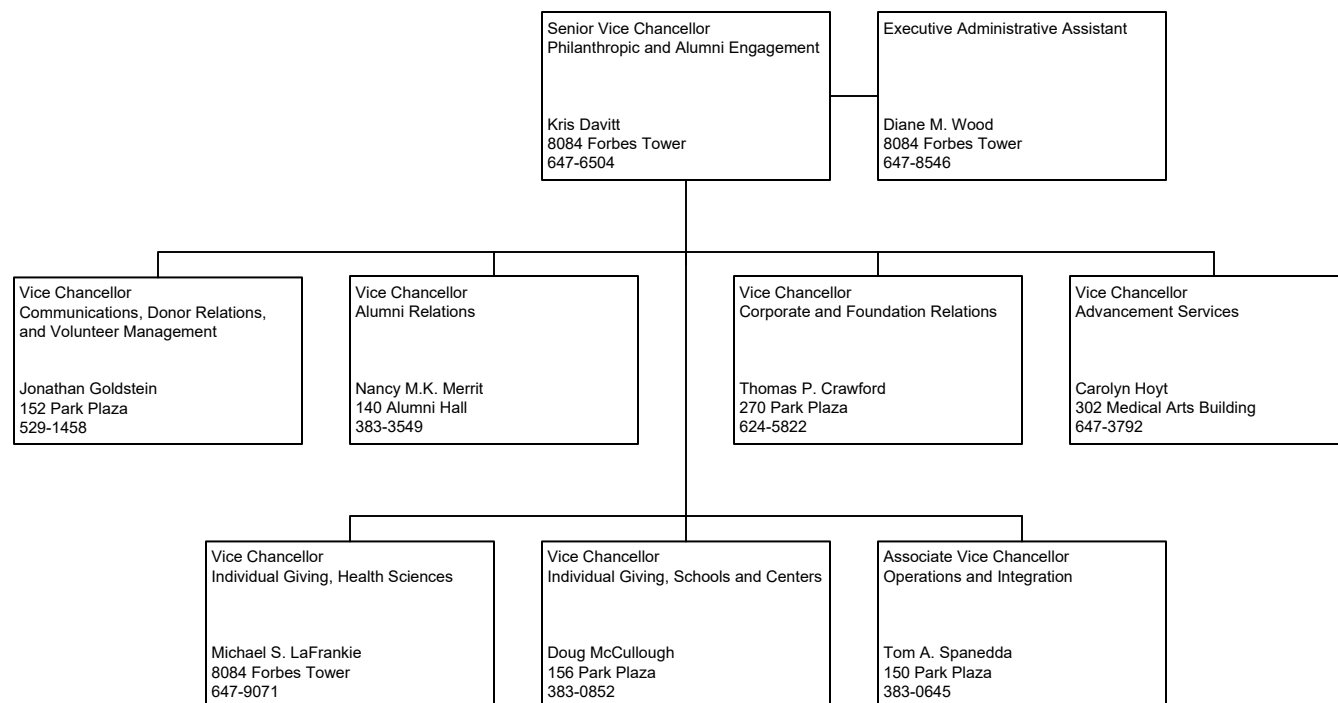 Senior Vice Chancellor
Philanthropic and Alumni Engagement
Kris Davitt
8084 Forbes Tower
647-6504
Executive Administrative Assistant
Diane M. Wood
8084 Forbes Tower
647-8546
Vice Chancellor
Communications, Donor Relations,
and Volunteer Management
Jonathan Goldstein
152 Park Plaza
529-1458
Vice Chancellor
Alumni Relations
Nancy M.K. Merrit
140 Alumni Hall
383-3549
Vice Chancellor
Corporate and Foundation Relations
Thomas P. Crawford
270 Park Plaza
624-5822
Vice Chancellor
Advancement Services
Carolyn Hoyt
302 Medical Arts Building
647-3792
Vice Chancellor
Individual Giving, Health Sciences
Michael S. LaFrankie
8084 Forbes Tower
647-9071
Vice Chancellor
Individual Giving, Schools and Centers
Doug McCullough
156 Park Plaza
383-0852
Associate Vice Chancellor
Operations and Integration
Tom A. Spanedda
150 Park Plaza
383-0645